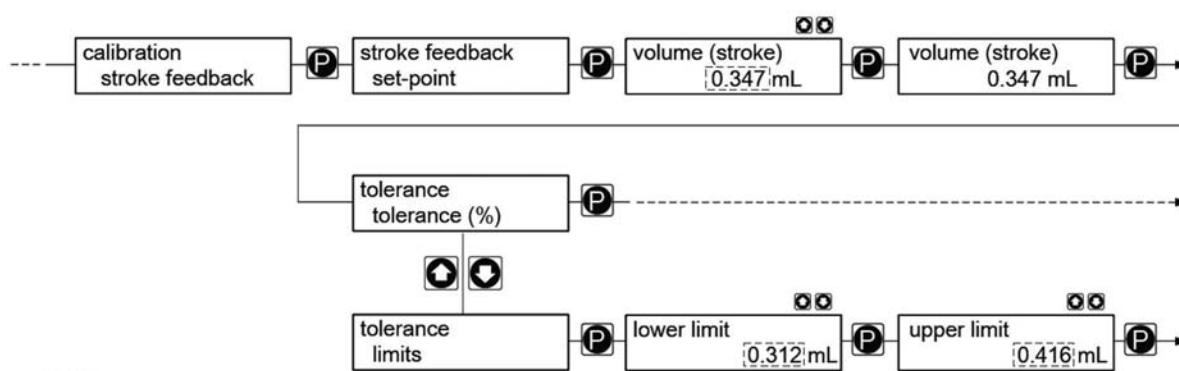 calibration
stroke feedback
P
stroke feedback
set-point
P
volume (stroke)
0.347 mL
P
volume (stroke)
0.347 mL
P
tolerance
tolerance (%)
P
tolerance
limits
P
lower limit
0.312 mL
P
upper limit
0.416 mL
P